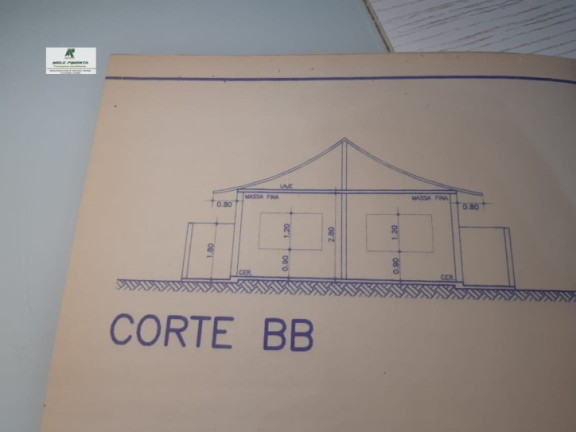 LAJE
MASSA FINA
MASSA FINA
0.80
0.80
1.20
1.20
2.80
1.80
0.90
0.90
CER.
CER.
CORTE BB